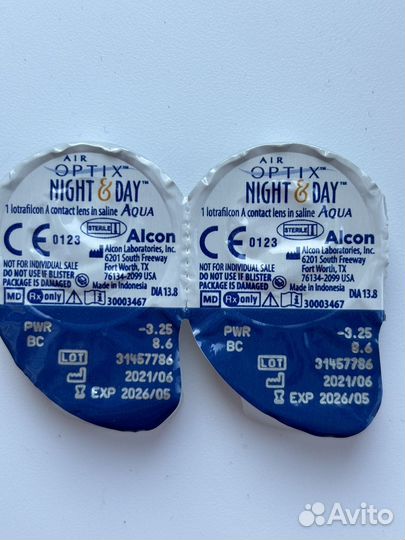 AIR
OPTIX™
NIGHT & DAY™
1 lotrafilcon A contact lens in saline AQUA
CE 0123
STERILE
Alcon
Alcon Laboratories, Inc.
6201 South Freeway
Fort Worth, TX
76134-2099 USA
Made in Indonesia
NOT FOR INDIVIDUAL SALE
DO NOT USE IF BLISTER
PACKAGE IS DAMAGED
DIA 13.8
MD Rx only 30003467
PWR -3.25
BC 8.6
LOT 31457786
2021/06
EXP 2026/05
AIR
OPTIX™
NIGHT & DAY™
1 lotrafilcon A contact lens in saline AQUA
CE 0123
STERILE
Alcon
Alcon Laboratories, Inc.
6201 South Freeway
Fort Worth, TX
76134-2099 USA
Made in Indonesia
NOT FOR INDIVIDUAL SALE
DO NOT USE IF BLISTER
PACKAGE IS DAMAGED
DIA 13.8
MD Rx only 30003467
PWR -3.25
BC 8.6
LOT 31457786
2021/06
EXP 2026/05
Avito